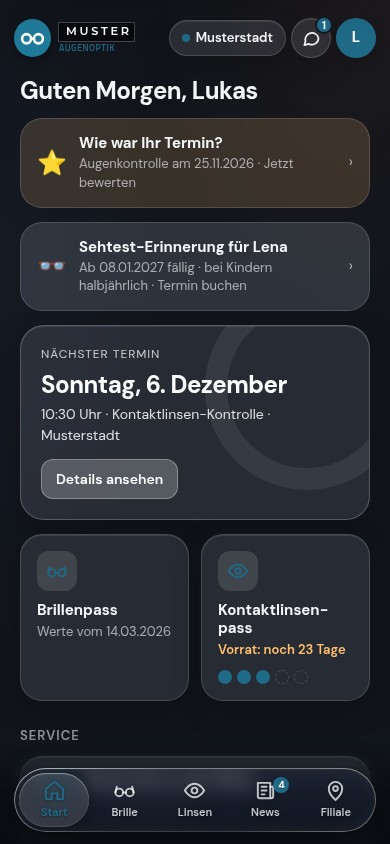 MUSTER
AUGENOPTIK
Musterstadt
1
L
Guten Morgen, Lukas
Wie war Ihr Termin?
Augenkontrolle am 25.11.2026 · Jetzt
bewerten
›
Sehtest-Erinnerung für Lena
Ab 08.01.2027 fällig · bei Kindern
halbjährlich · Termin buchen
›
NÄCHSTER TERMIN
Sonntag, 6. Dezember
10:30 Uhr · Kontaktlinsen-Kontrolle ·
Musterstadt
Details ansehen
Brillenpass
Werte vom 14.03.2026
Kontaktlinsen-
pass
Vorrat: noch 23 Tage
SERVICE
Start
Brille
Linsen
4
News
Filiale